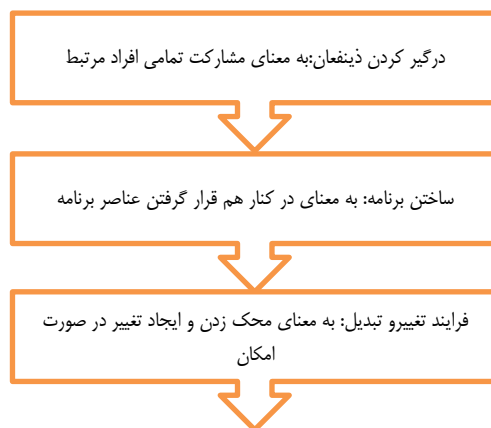 درگیر کردن ذینفعان:به معنای مشارکت تمامی افراد مرتبط
ساختن برنامه: به معنای در کنار هم قرار گرفتن عناصر برنامه
فرایند تغییرو تبدیل: به معنای محک زدن و ایجاد تغییر در صورت
امکان